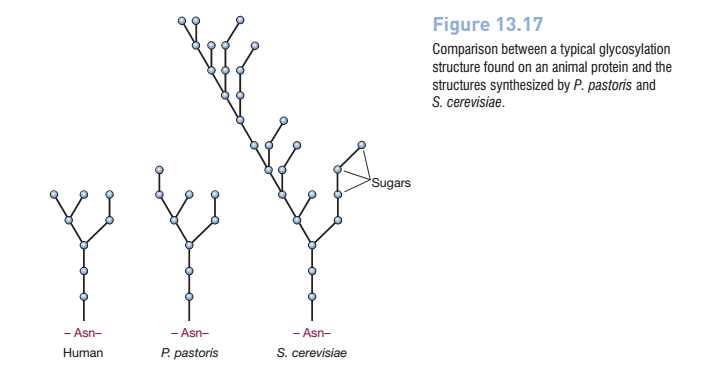 Figure 13.17
Comparison between a typical glycosylation
structure found on an animal protein and the
structures synthesized by P. pastoris and
S. cerevisiae.
Sugars
– Asn–
– Asn–
– Asn–
Human
P. pastoris
S. cerevisiae